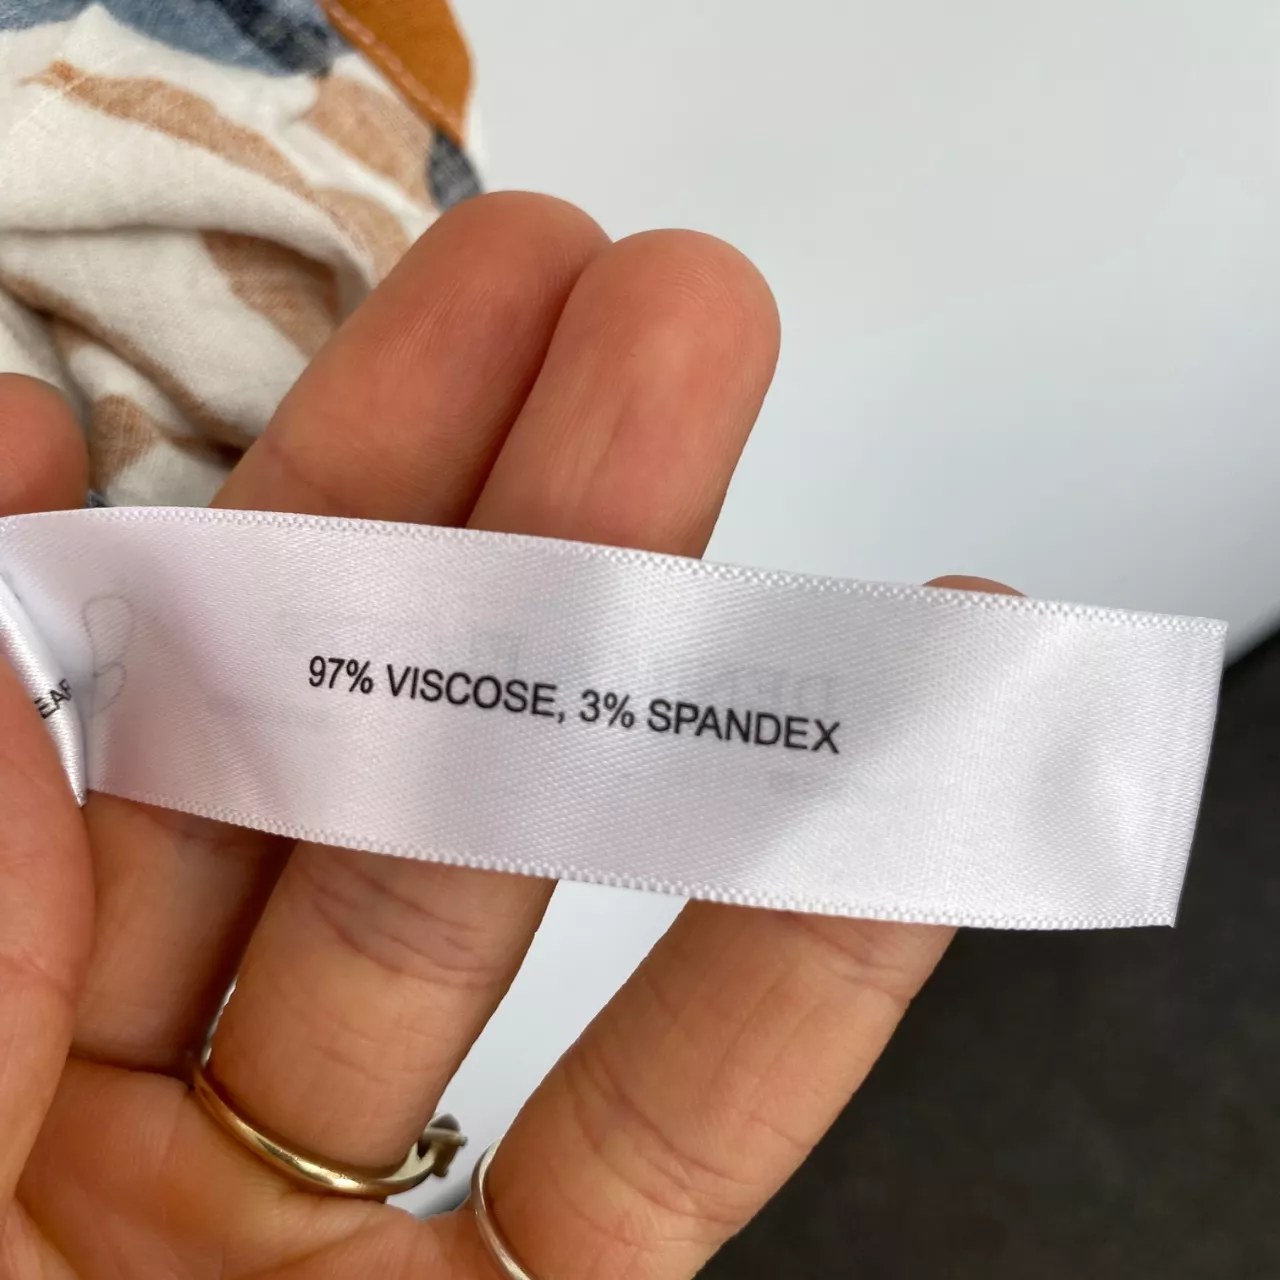 97% VISCOSE, 3% SPANDEX